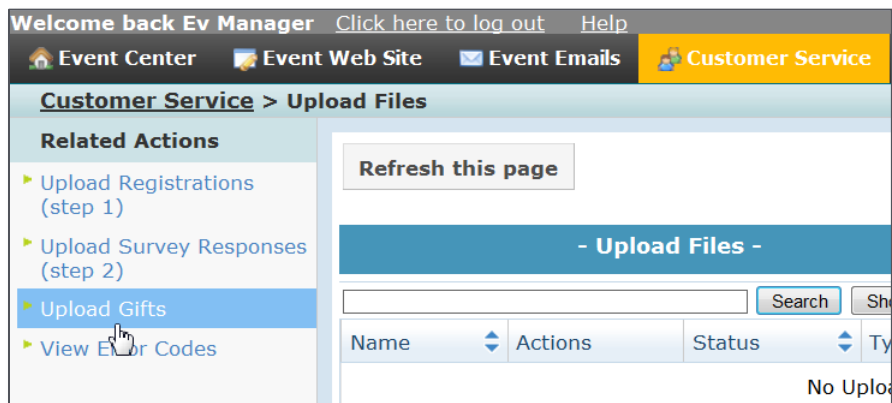 Welcome back Ev Manager Click here to log out Help
Event Center Event Web Site Event Emails Customer Service
Customer Service > Upload Files
Related Actions
Upload Registrations
(step 1)
Upload Survey Responses
(step 2)
Upload Gifts
View Error Codes
Refresh this page
- Upload Files -
Search Sh
Name Actions Status Ty
No Uploa